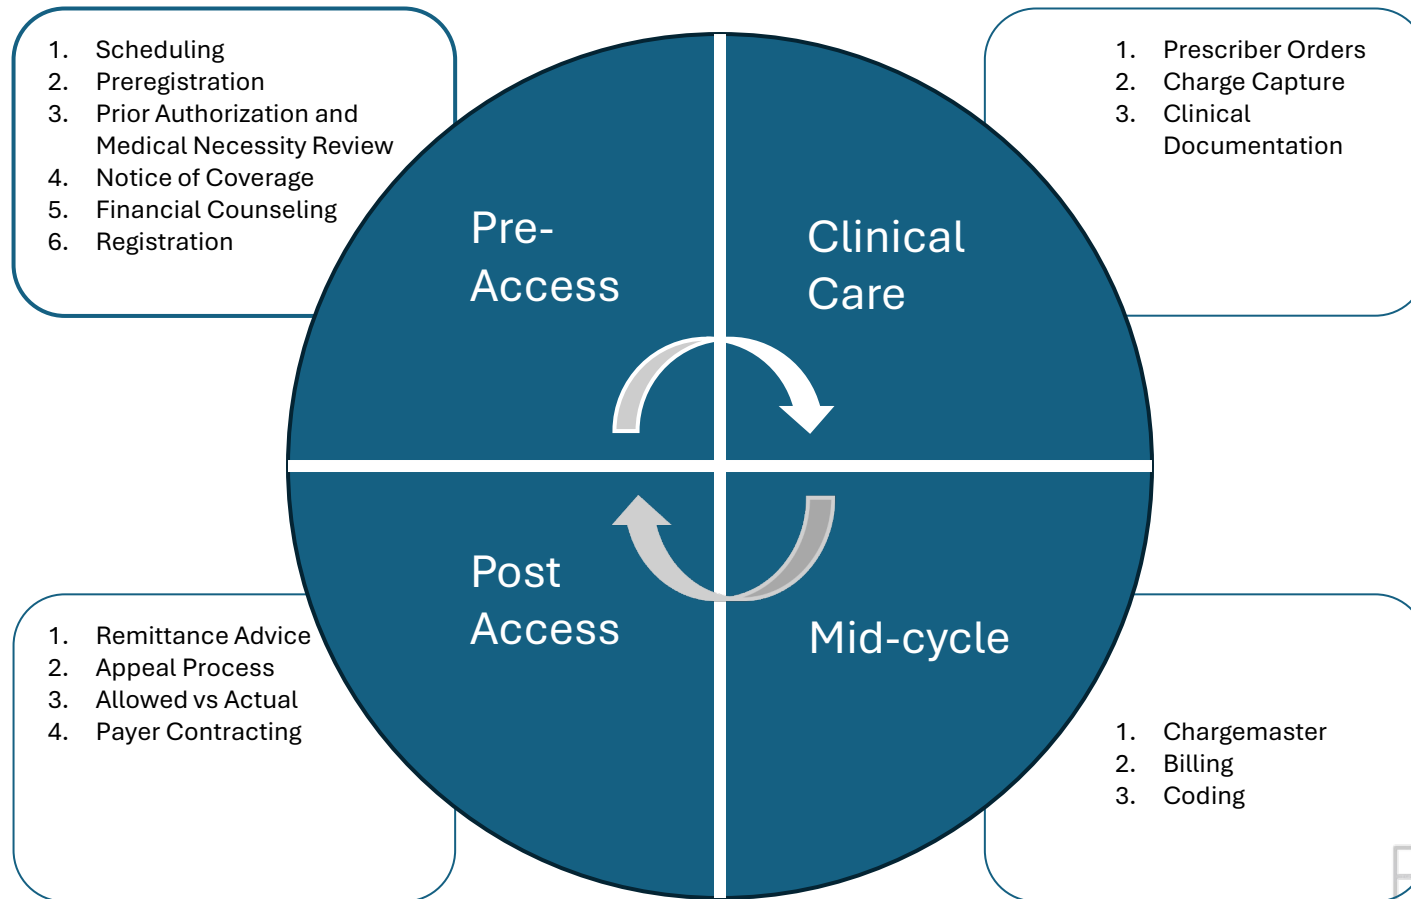 1. Scheduling
2. Preregistration
3. Prior Authorization and
Medical Necessity Review
4. Notice of Coverage
5. Financial Counseling
6. Registration
1. Prescriber Orders
2. Charge Capture
3. Clinical
Documentation
Pre-
Access
Clinical
Care
Post
Access
Mid-cycle
1. Remittance Advice
2. Appeal Process
3. Allowed vs Actual
4. Payer Contracting
1. Chargemaster
2. Billing
3. Coding